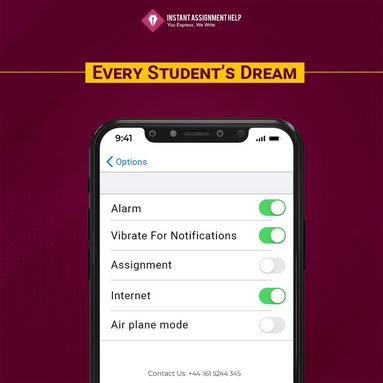 INSTANT ASSIGNMENT HELP
You Express, We Write
EVERY STUDENT'S DREAM
9:41
Options
Alarm
Vibrate For Notifications
Assignment
Internet
Air plane mode
Contact Us: +44-161 5244 345